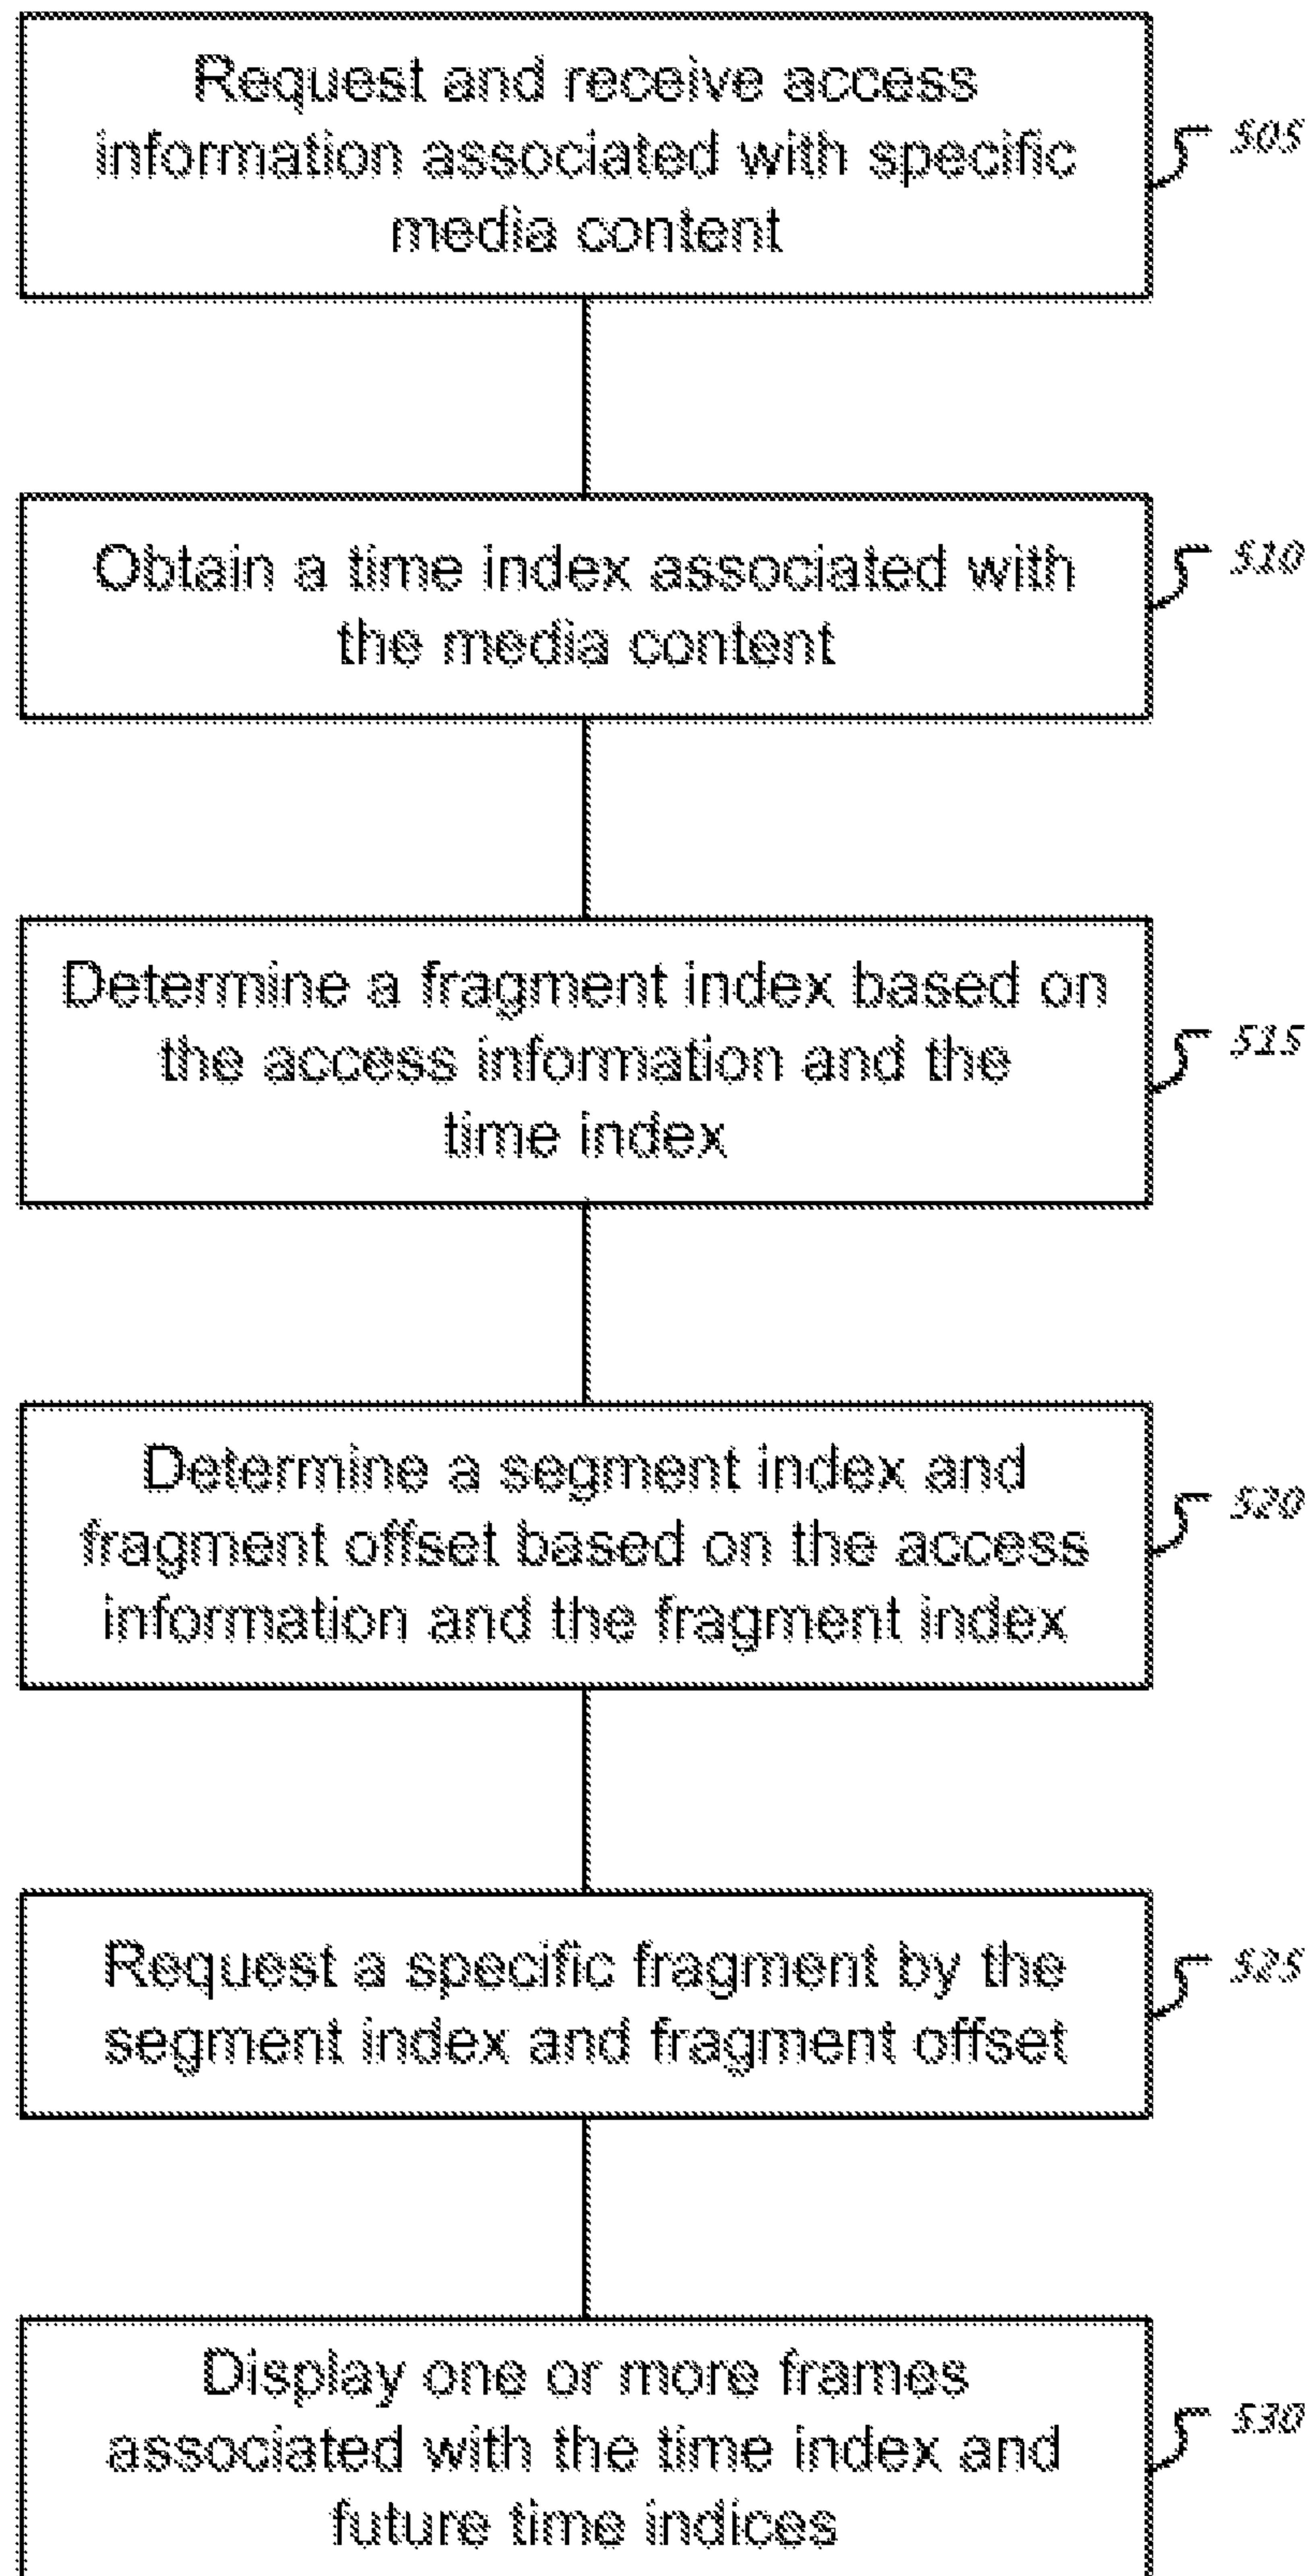 Request and receive access
information associated with specific
media content
505
Obtain a time index associated with
the media content
510
Determine a fragment index based on
the access information and the
time index
515
Determine a segment index and
fragment offset based on the access
information and the fragment index
520
Request a specific fragment by the
segment index and fragment offset
525
Display one or more frames
associated with the time index and
future time indices
530